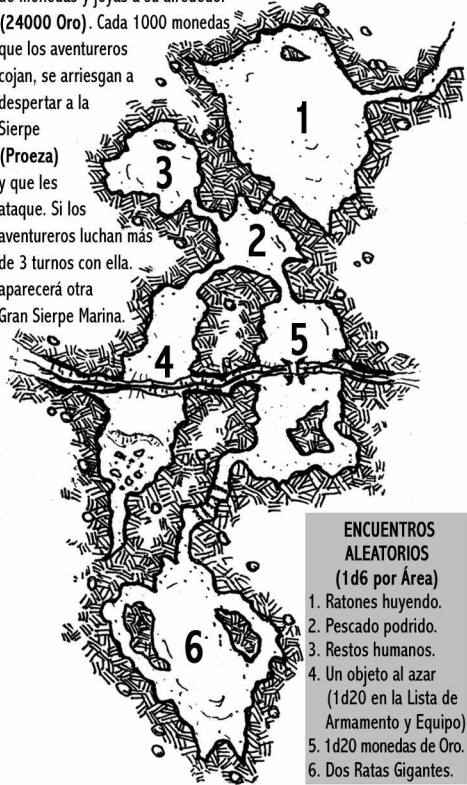 de monedas y joyas a su alrededor
(24000 Oro). Cada 1000 monedas
que los aventureros
cojan, se arriesgan a
despertar a la
Sierpe
(Proeza)
y que les
ataque. Si los
aventureros luchan más
de 3 turnos con ella.
aparecerá otra
Gran Sierpe Marina.
1
3
2
5
4
6
ENCUENTROS
ALEATORIOS
(1d6 por Área)
1. Ratones huyendo.
2. Pescado podrido.
3. Restos humanos.
4. Un objeto al azar
(1d20 en la Lista de
Armamento y Equipo)
5. 1d20 monedas de Oro.
6. Dos Ratas Gigantes.